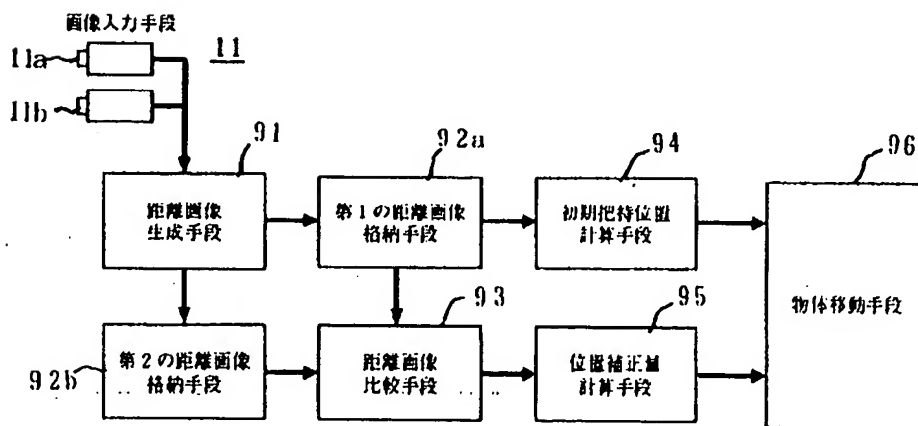 画像入力手段
11
11a
11b
91
92a
94
96
距離画像
生成手段
第1の距離画像
格納手段
初期把持位置
計算手段
物体移動手段
93
95
92b
第2の距離画像
格納手段
距離画像
比較手段
位置補正量
計算手段